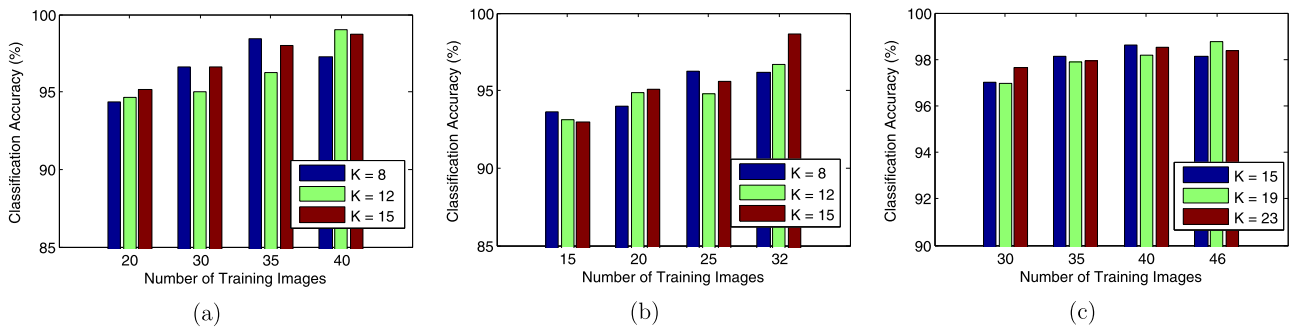 100
95
90
85
Classification Accuracy (%)
20 30 35 40
Number of Training Images
K = 8
K = 12
K = 15
(a)
100
95
90
85
Classification Accuracy (%)
15 20 25 32
Number of Training Images
K = 8
K = 12
K = 15
(b)
100
98
96
94
92
90
Classification Accuracy (%)
30 35 40 46
Number of Training Images
K = 15
K = 19
K = 23
(c)